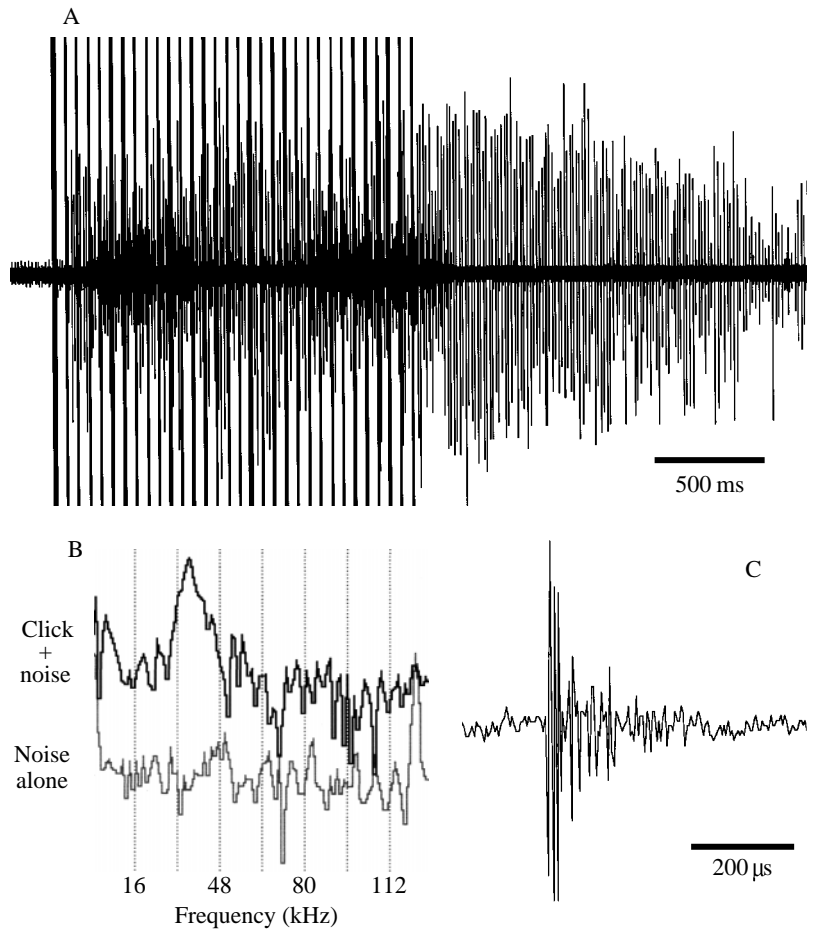 A
500 ms
B
Click
+
noise
Noise
alone
16 48 80 112
Frequency (kHz)
C
200 µs